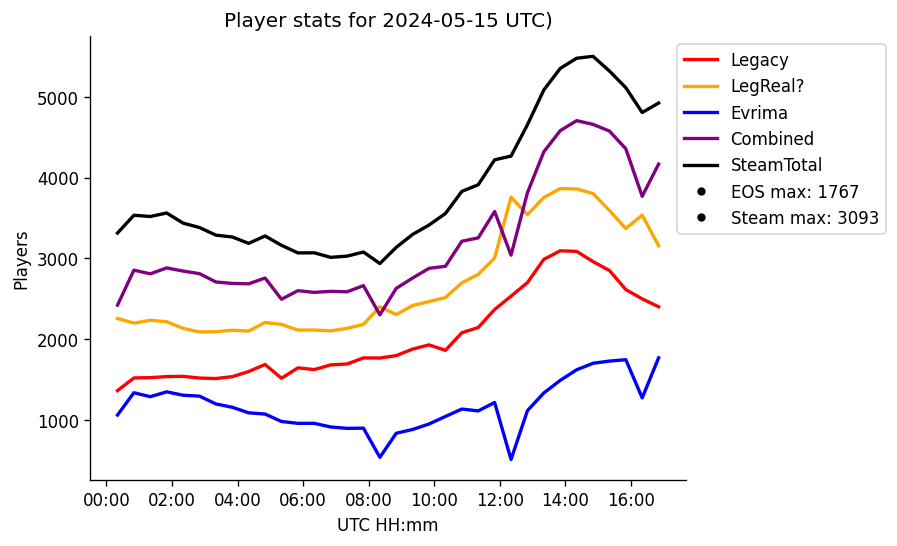 Player stats for 2024-05-15 UTC)
Legacy
LegReal?
Evrima
Combined
SteamTotal
EOS max: 1767
Steam max: 3093
Players
5000
4000
3000
2000
1000
00:00 02:00 04:00 06:00 08:00 10:00 12:00 14:00 16:00
UTC HH:mm